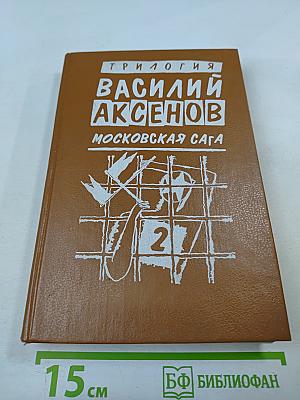 ТРИЛОГИЯ
ВАСИЛИЙ
АКСЕНОВ
МОСКОВСКАЯ САГА
2
15 см
БФ БИБЛИОФАН